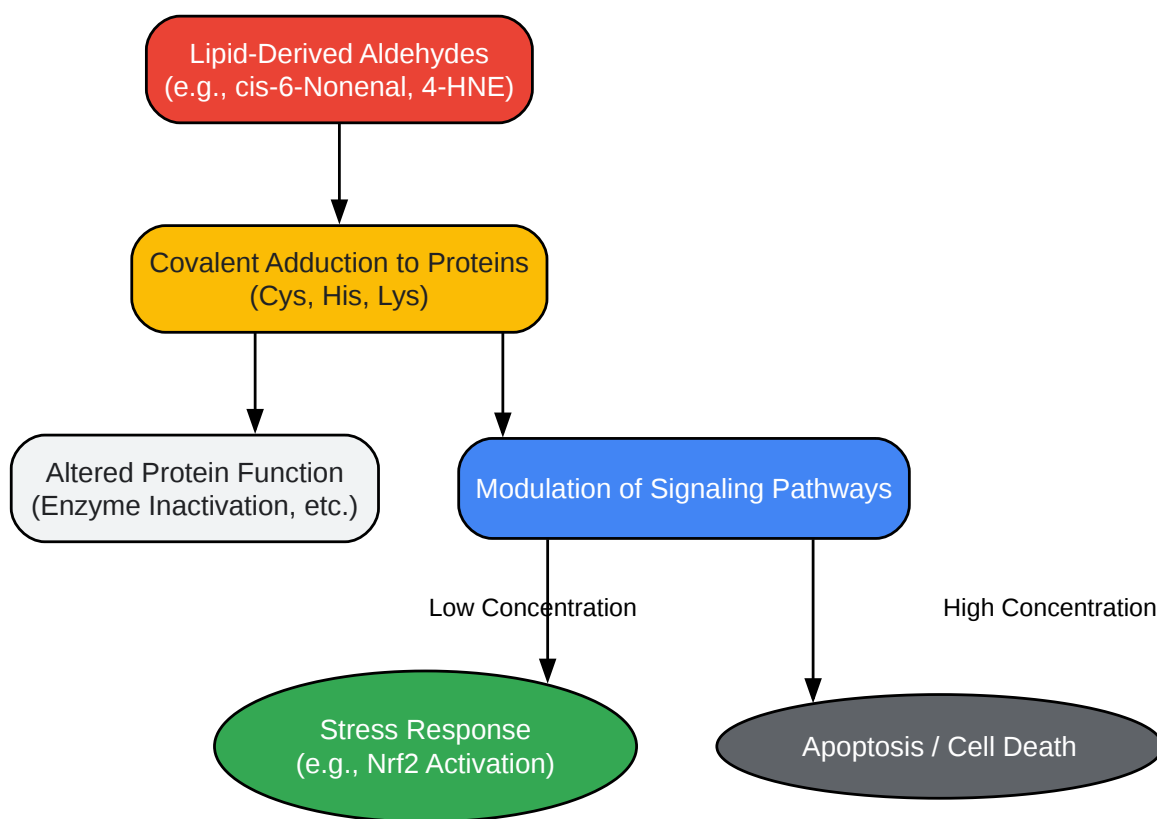 Lipid-Derived Aldehydes
(e.g., cis-6-Nonenal, 4-HNE)
Covalent Adduction to Proteins
(Cys, His, Lys)
Altered Protein Function
(Enzyme Inactivation, etc.)
Modulation of Signaling Pathways
Low Concentration
High Concentration
Stress Response
(e.g., Nrf2 Activation)
Apoptosis / Cell Death